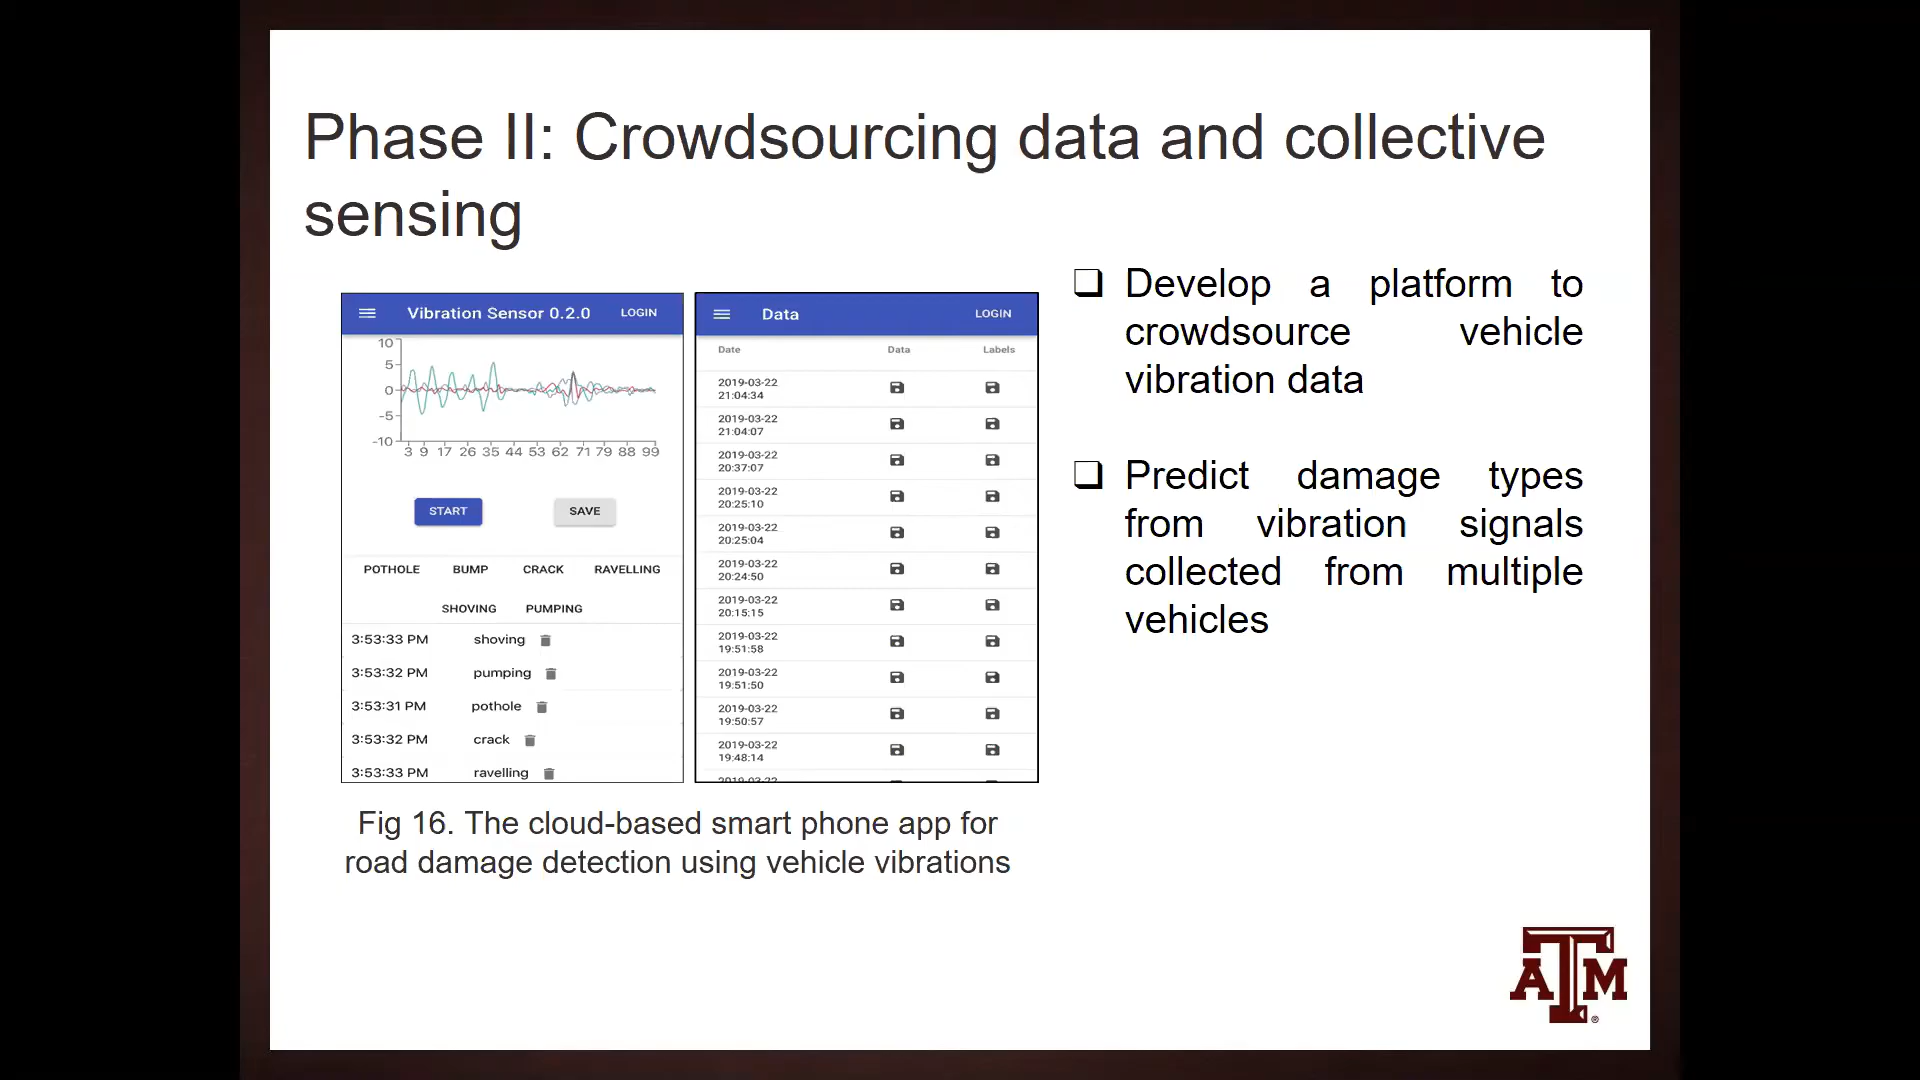 Phase II: Crowdsourcing data and collective
sensing
Vibration Sensor 0.2.0 LOGIN
10
5
0
-5
-10
3 9 17 26 35 44 53 62 71 79 88 99
START SAVE
POTHOLE BUMP CRACK RAVELLING
SHOVING PUMPING
3:53:33 PM shoving
3:53:32 PM pumping
3:53:31 PM pothole
3:53:32 PM crack
3:53:33 PM ravelling
Data LOGIN
Date Data Labels
2019-03-22
21:04:34
2019-03-22
21:04:07
2019-03-22
20:37:07
2019-03-22
20:25:10
2019-03-22
20:25:04
2019-03-22
20:24:50
2019-03-22
20:15:15
2019-03-22
19:51:58
2019-03-22
19:51:50
2019-03-22
19:50:57
2019-03-22
19:48:14
2019-03-22
Fig 16. The cloud-based smart phone app for
road damage detection using vehicle vibrations
Develop a platform to
crowdsource vehicle
vibration data
Predict damage types
from vibration signals
collected from multiple
vehicles
ATM
®